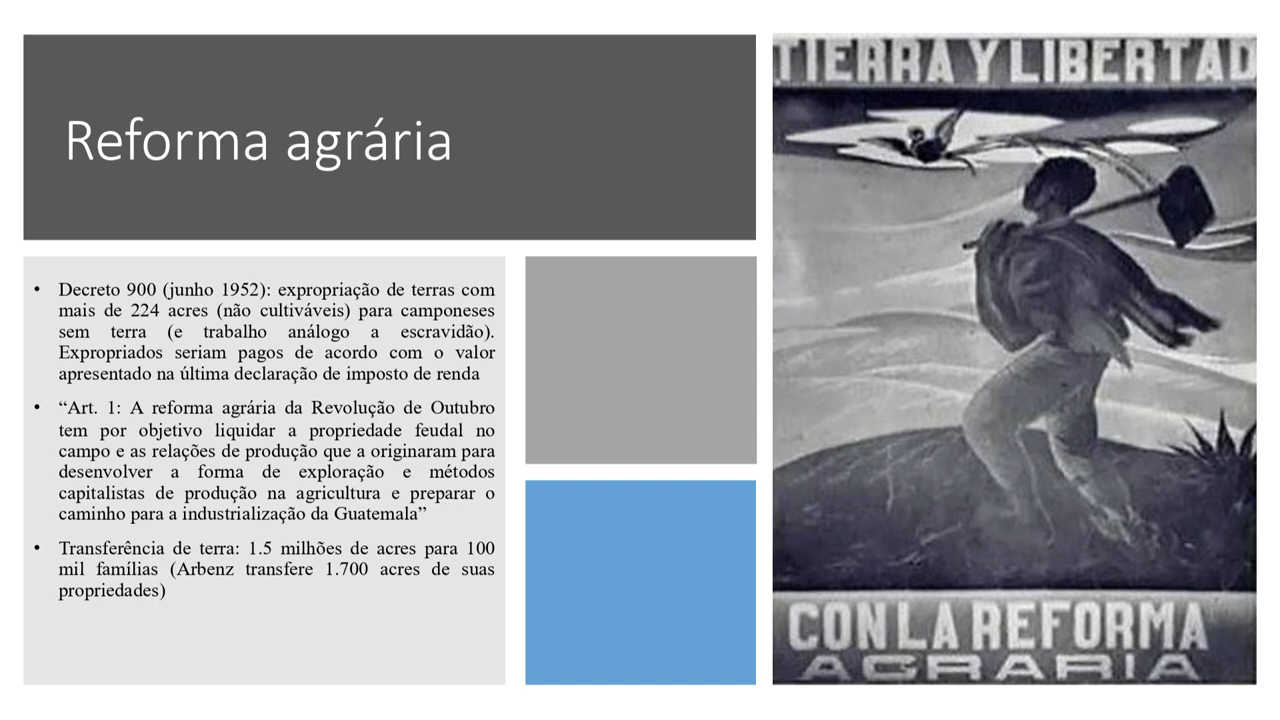 Reforma agrária
• Decreto 900 (junho 1952): expropriação de terras com
mais de 224 acres (não cultiváveis) para camponeses
sem terra (e trabalho análogo a escravidão).
Expropriados seriam pagos de acordo com o valor
apresentado na última declaração de imposto de renda
• “Art. 1: A reforma agrária da Revolução de Outubro
tem por objetivo liquidar a propriedade feudal no
campo e as relações de produção que a originaram para
desenvolver a forma de exploração e métodos
capitalistas de produção na agricultura e preparar o
caminho para a industrialização da Guatemala”
• Transferência de terra: 1.5 milhões de acres para 100
mil famílias (Arbenz transfere 1.700 acres de suas
propriedades)
TIERRA Y LIBERTAD
CON LA REFORMA
AGRARIA